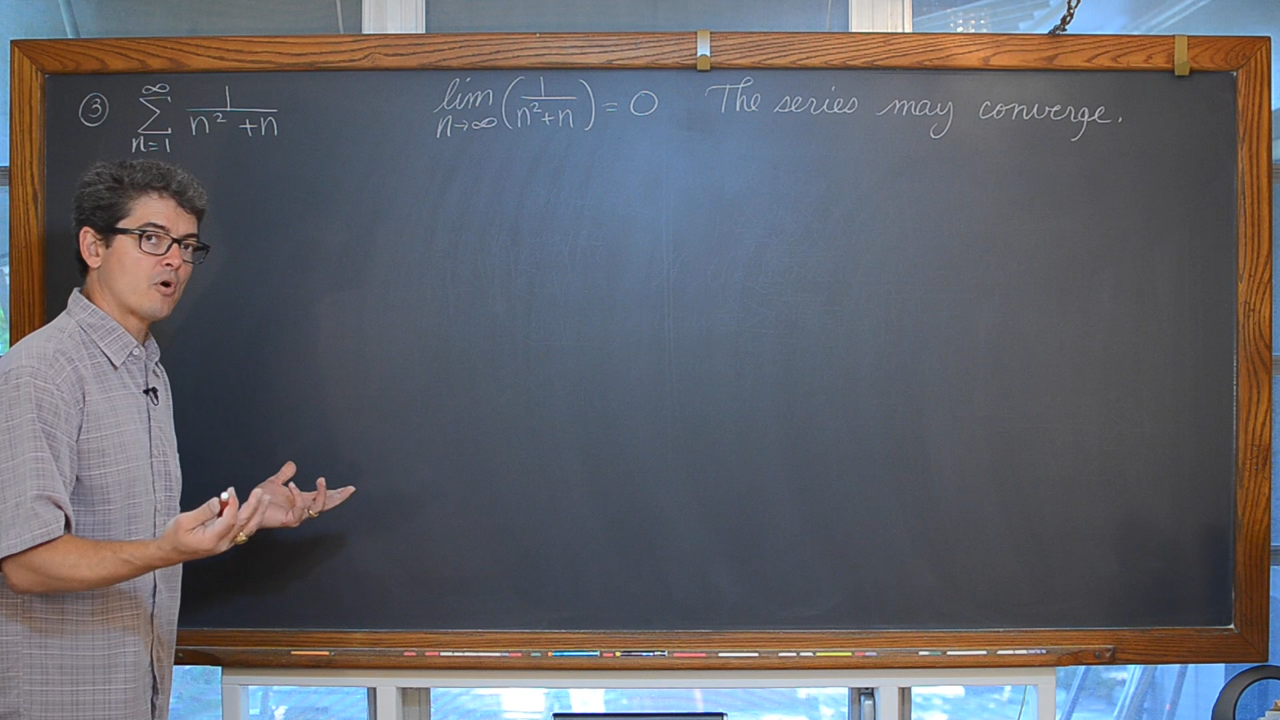 ③ ∑_{n=1}^{∞} 1/(n² + n) lim_{n→∞} (1/(n²+n)) = 0 The series may converge.